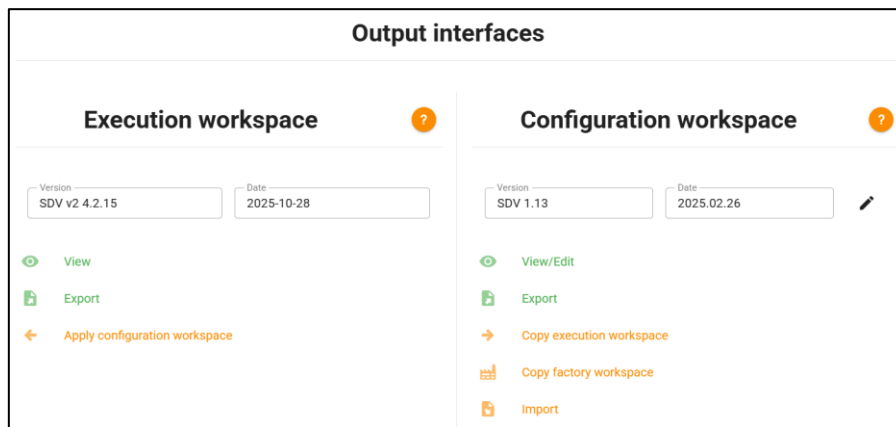 Output interfaces
Execution workspace
?
Version
SDV v2 4.2.15
Date
2025-10-28
View
Export
Apply configuration workspace
Configuration workspace
?
Version
SDV 1.13
Date
2025.02.26
View/Edit
Export
Copy execution workspace
Copy factory workspace
Import